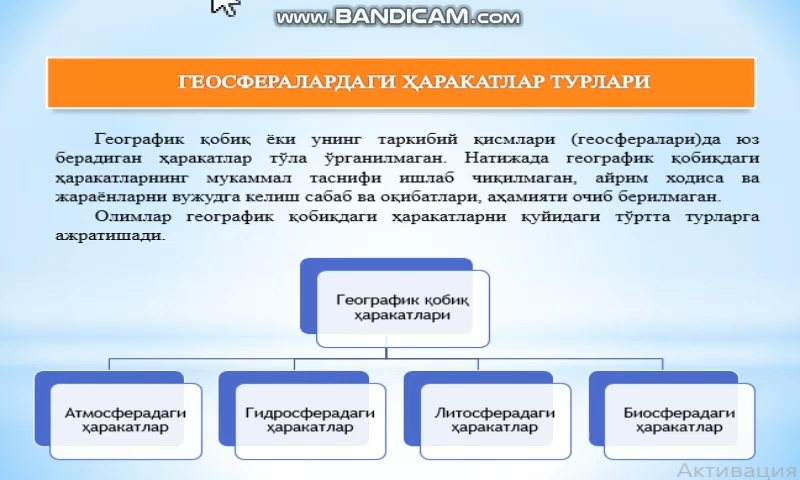 www.BANDICAM.com
ГЕОСФЕРАЛАРДАГИ ҲАРАКАТЛАР ТУРЛАРИ
Географик қобиқ ёки унинг таркибий қисмлари (геосфералари)да юз
берадиган ҳаракатлар тўла ўрганилмаган. Натижада географик қобиқдаги
ҳаракатларнинг мукаммал таснифи ишлаб чиқилмаган, айрим ходиса ва
жараёнларни вужудга келиш сабаб ва оқибатлари, аҳамияти очиб берилмаган.
Олимлар географик қобиқдаги ҳаракатларни қуйидаги тўртта турларга
ажратишади.
Географик қобиқ
ҳаракатлари
Атмосферадаги
ҳаракатлар
Гидросферадаги
ҳаракатлар
Литосферадаги
ҳаракатлар
Биосферадаги
ҳаракатлар
Активация